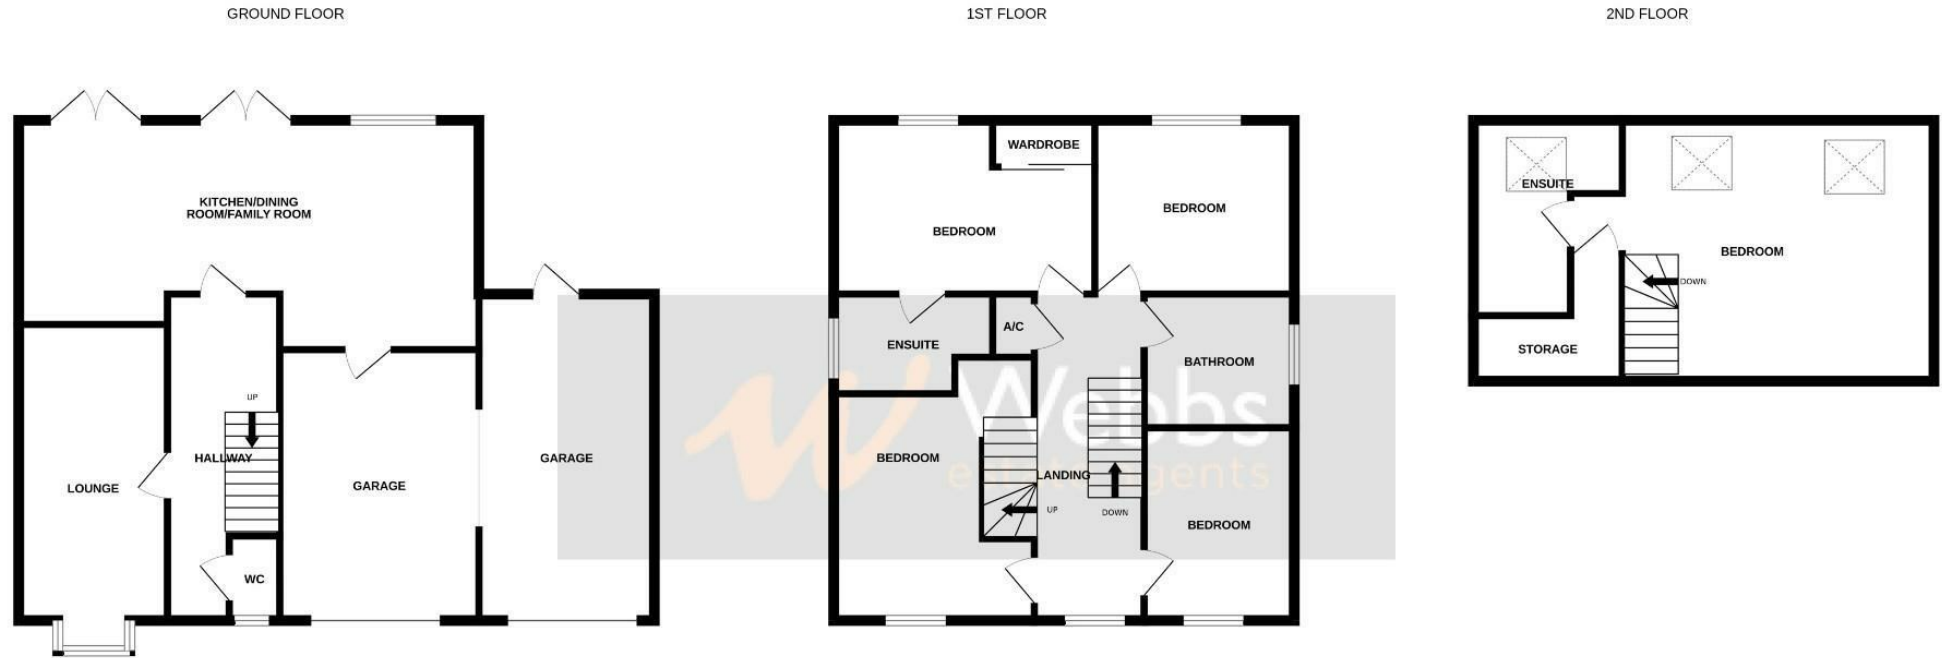 GROUND FLOOR
1ST FLOOR
2ND FLOOR
KITCHEN/DINING
ROOM/FAMILY ROOM
UP
HALLWAY
LOUNGE
GARAGE
GARAGE
WC
WARDROBE
BEDROOM
BEDROOM
A/C
ENSUITE
BATHROOM
BEDROOM
LANDING
UP
DOWN
BEDROOM
Webbs
estate agents
ENSUITE
BEDROOM
DOWN
STORAGE